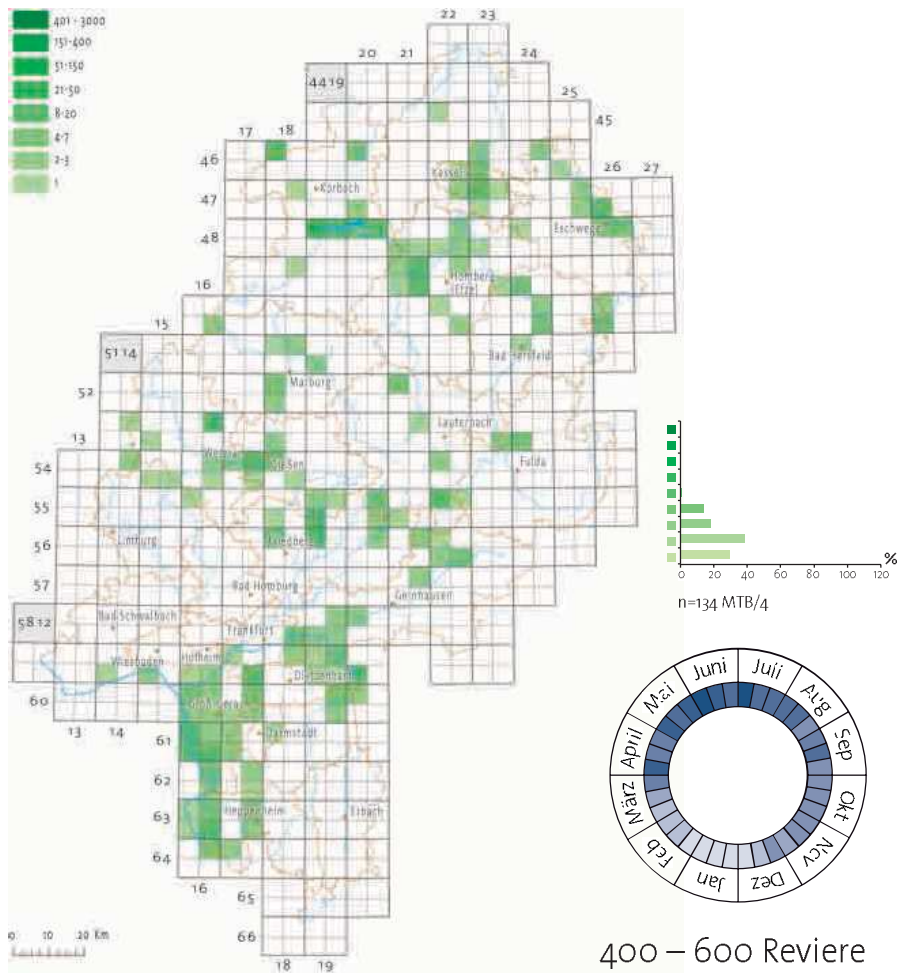 401 - 3000
151-400
51-150
21-50
8-20
4-7
2-3
1
22 23
20 21 24
4419
25
45
17 18
46
Kassel
26 27
Korbach
47
Eschwege
48
Homberg
(Efze)
16
15
5114
Bad Hersfeld
Marburg
52
Lauterbach
13
Wetzlar
Gießen
Fulda
54
55
Limburg
Friedberg
56
Bad Homburg
57
Gelnhausen
5812
Bad Schwalbach
Frankfurt
Wiesbaden
Hofheim
Dietzenbach
60
Groß-Gerau
13 14
61
Darmstadt
62
63
Heppenheim
Erbach
64
16
65
66
18 19
0 10 20 Km
%
0 20 40 60 80 100 120
n=134 MTB/4
Juni
Juli
Mai
Aug
April
Sep
März
Okt
Feb
Nov
Jan
Dez
400 – 600 Reviere